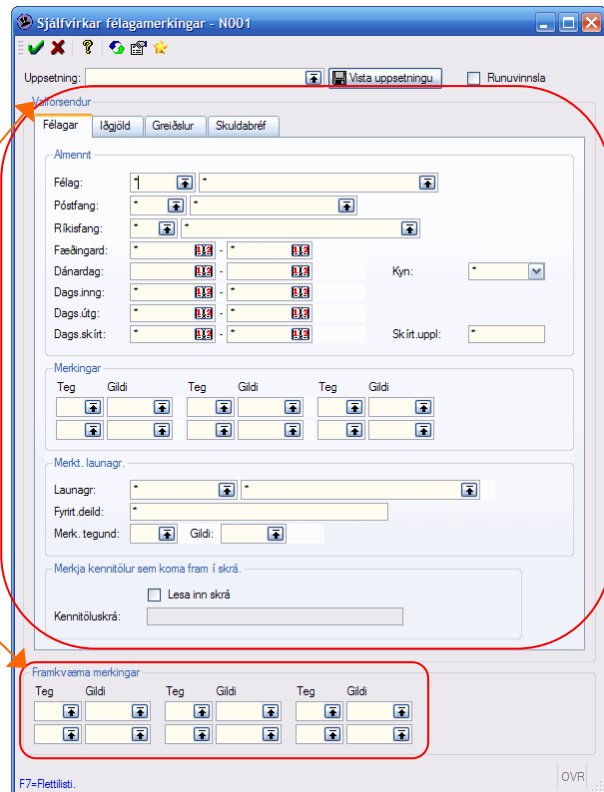 Sjálfvirkar félagamerkingar - N001
Uppsetning: Vista uppsetningu Runuvinnsla
Valforsendur
Félagar Iðgjöld Greiðslur Skuldabréf
Almennt
Félag: * *
Póstfang: * *
Ríkisfang: * *
Fæðingard: * - *
Dánardag: - Kyn: *
Dags.inng: * - *
Dags.útg: * - *
Dags.skírt: * - * Skírt.uppl: *
Merkingar
Teg Gildi Teg Gildi Teg Gildi
Merkt. launagr.
Launagr: * *
Fyrirt.deild: *
Merk. tegund: Gildi:
Merkja kennitölur sem koma fram í skrá.
Lesa inn skrá
Kennitöluskrá:
Framkvæma merkingar
Teg Gildi Teg Gildi Teg Gildi
F7=Flettilisti. OVR